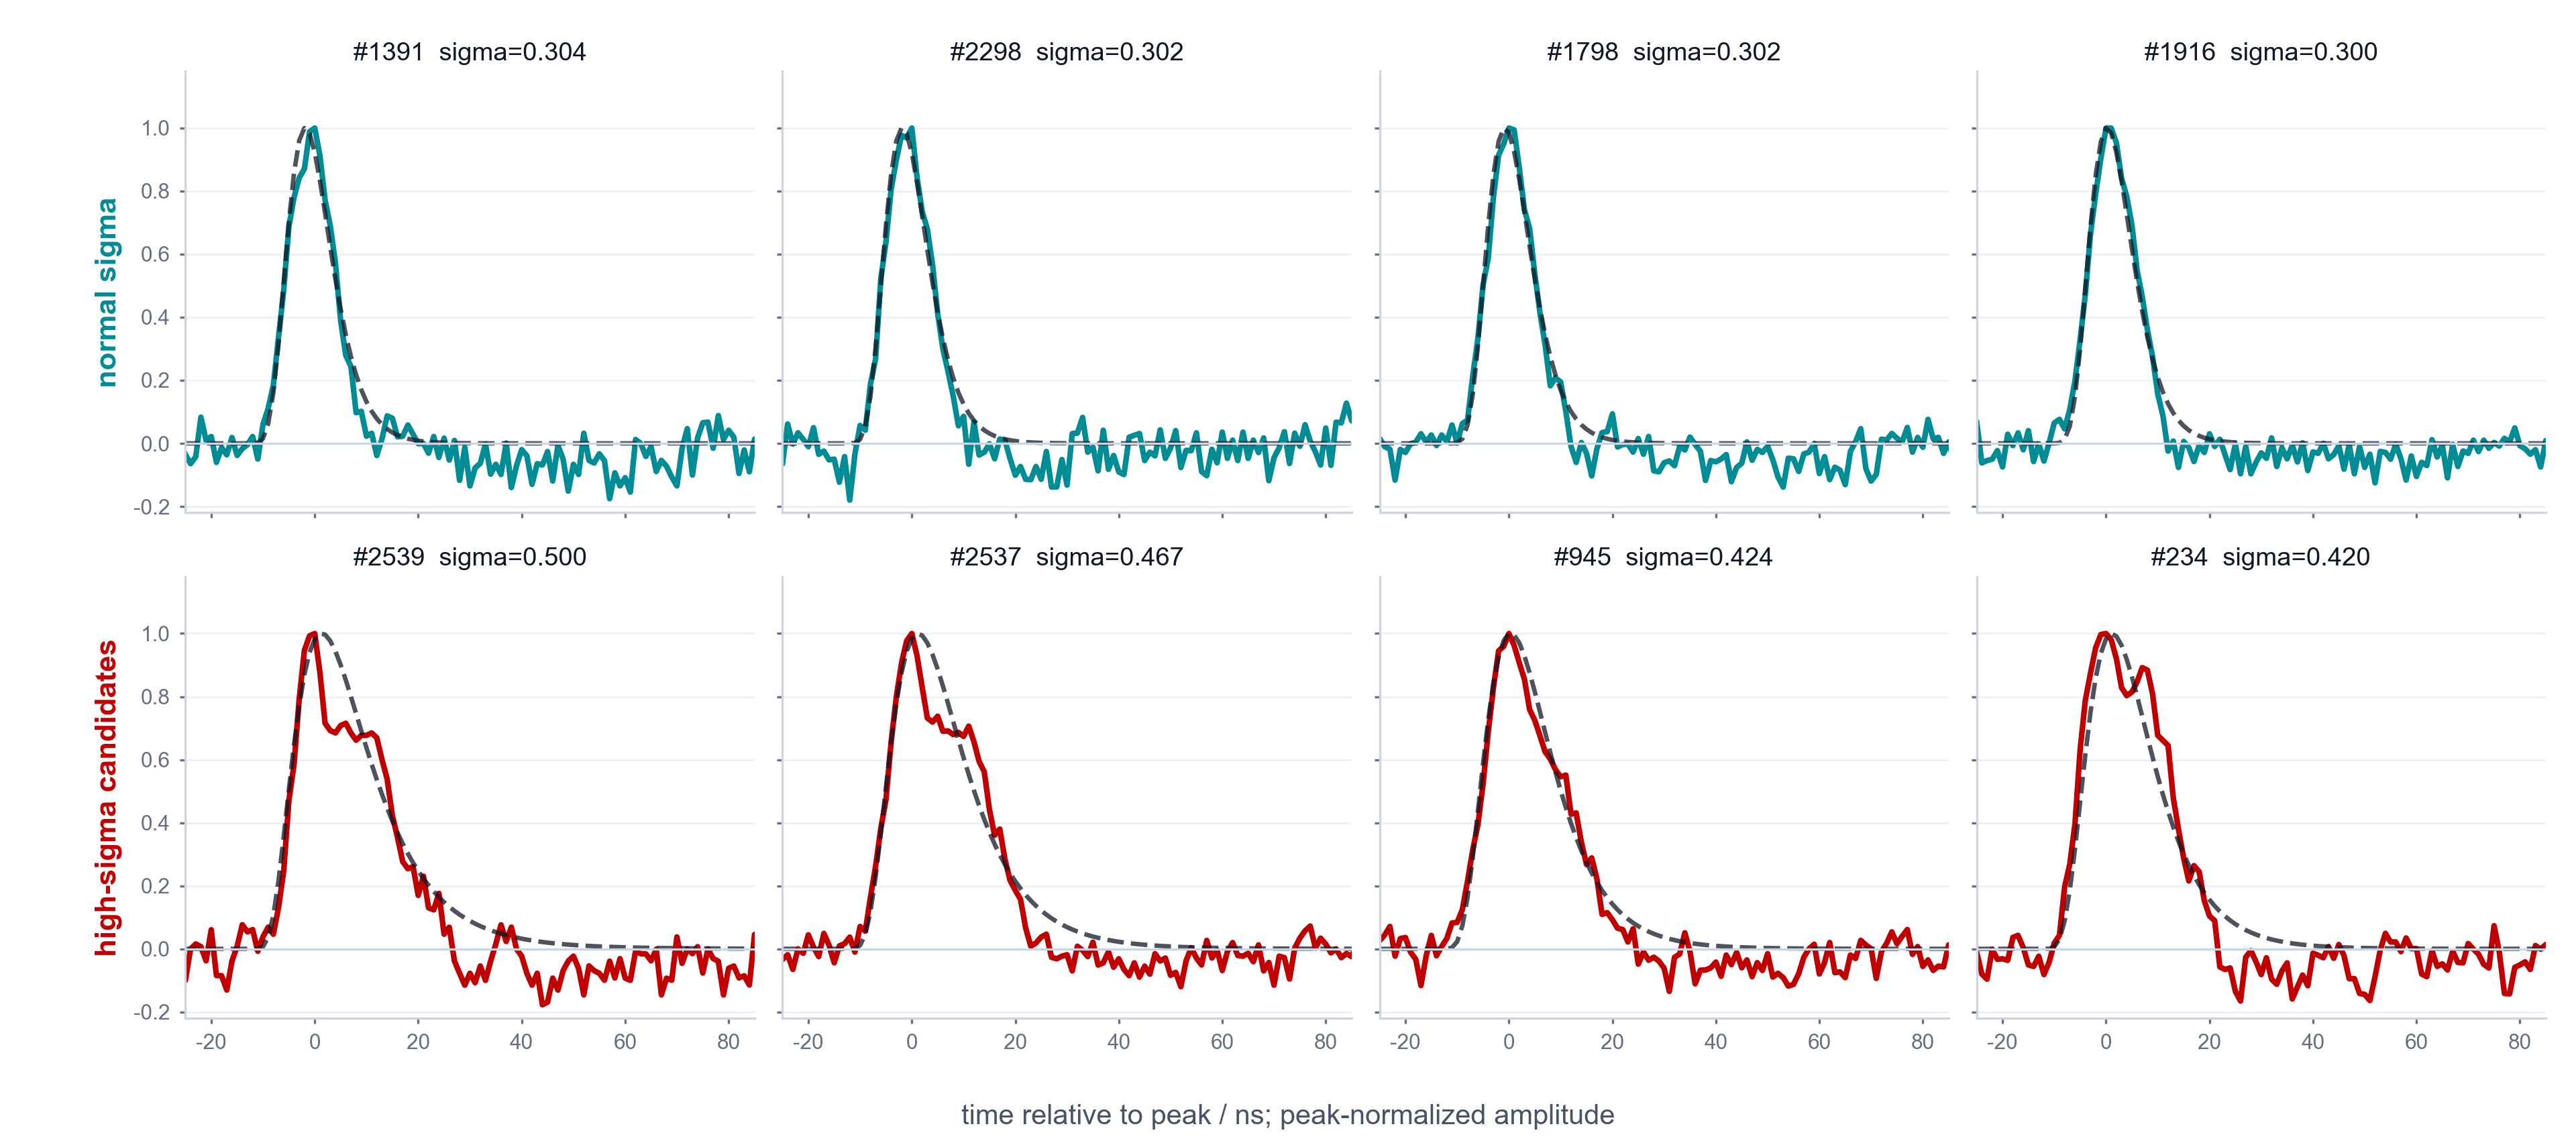 #1391 sigma=0.304
#2298 sigma=0.302
#1798 sigma=0.302
#1916 sigma=0.300
normal sigma
1.0
0.8
0.6
0.4
0.2
0.0
-0.2
#2539 sigma=0.500
#2537 sigma=0.467
#945 sigma=0.424
#234 sigma=0.420
high-sigma candidates
1.0
0.8
0.6
0.4
0.2
0.0
-0.2
-20 0 20 40 60 80
-20 0 20 40 60 80
-20 0 20 40 60 80
-20 0 20 40 60 80
time relative to peak / ns; peak-normalized amplitude